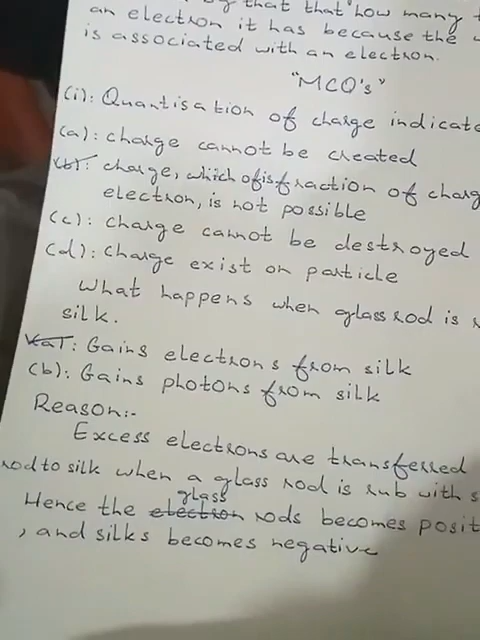 that that how many
an electron it has because the
is associated with an electron.
"MCQ's"
(i): Quantisation of charge indicate
(a): charge cannot be created
(b): charge, which is fraction of charg
electron, is not possible
(c): charge cannot be destroyed
(d): charge exist on particle
What happens when glass rod is
silk.
(a): Gains electrons from silk
(b): Gains photons from silk
Reason:-
Excess electrons are transferred
rod to silk when a glass rod is rub with s
glass
Hence the electron rods becomes posit
, and silks becomes negative